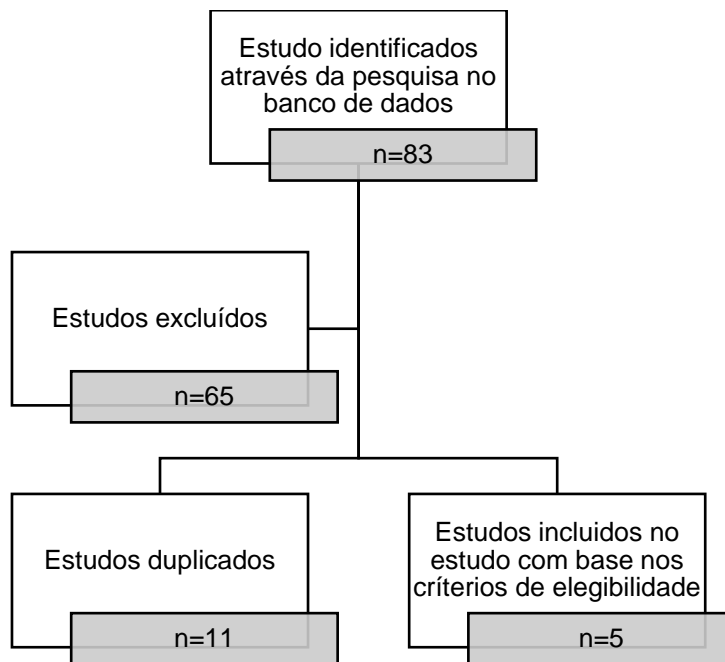 Estudo identificados
através da pesquisa no
banco de dados
n=83
Estudos excluídos
n=65
Estudos duplicados
n=11
Estudos incluidos no
estudo com base nos
críterios de elegibilidade
n=5